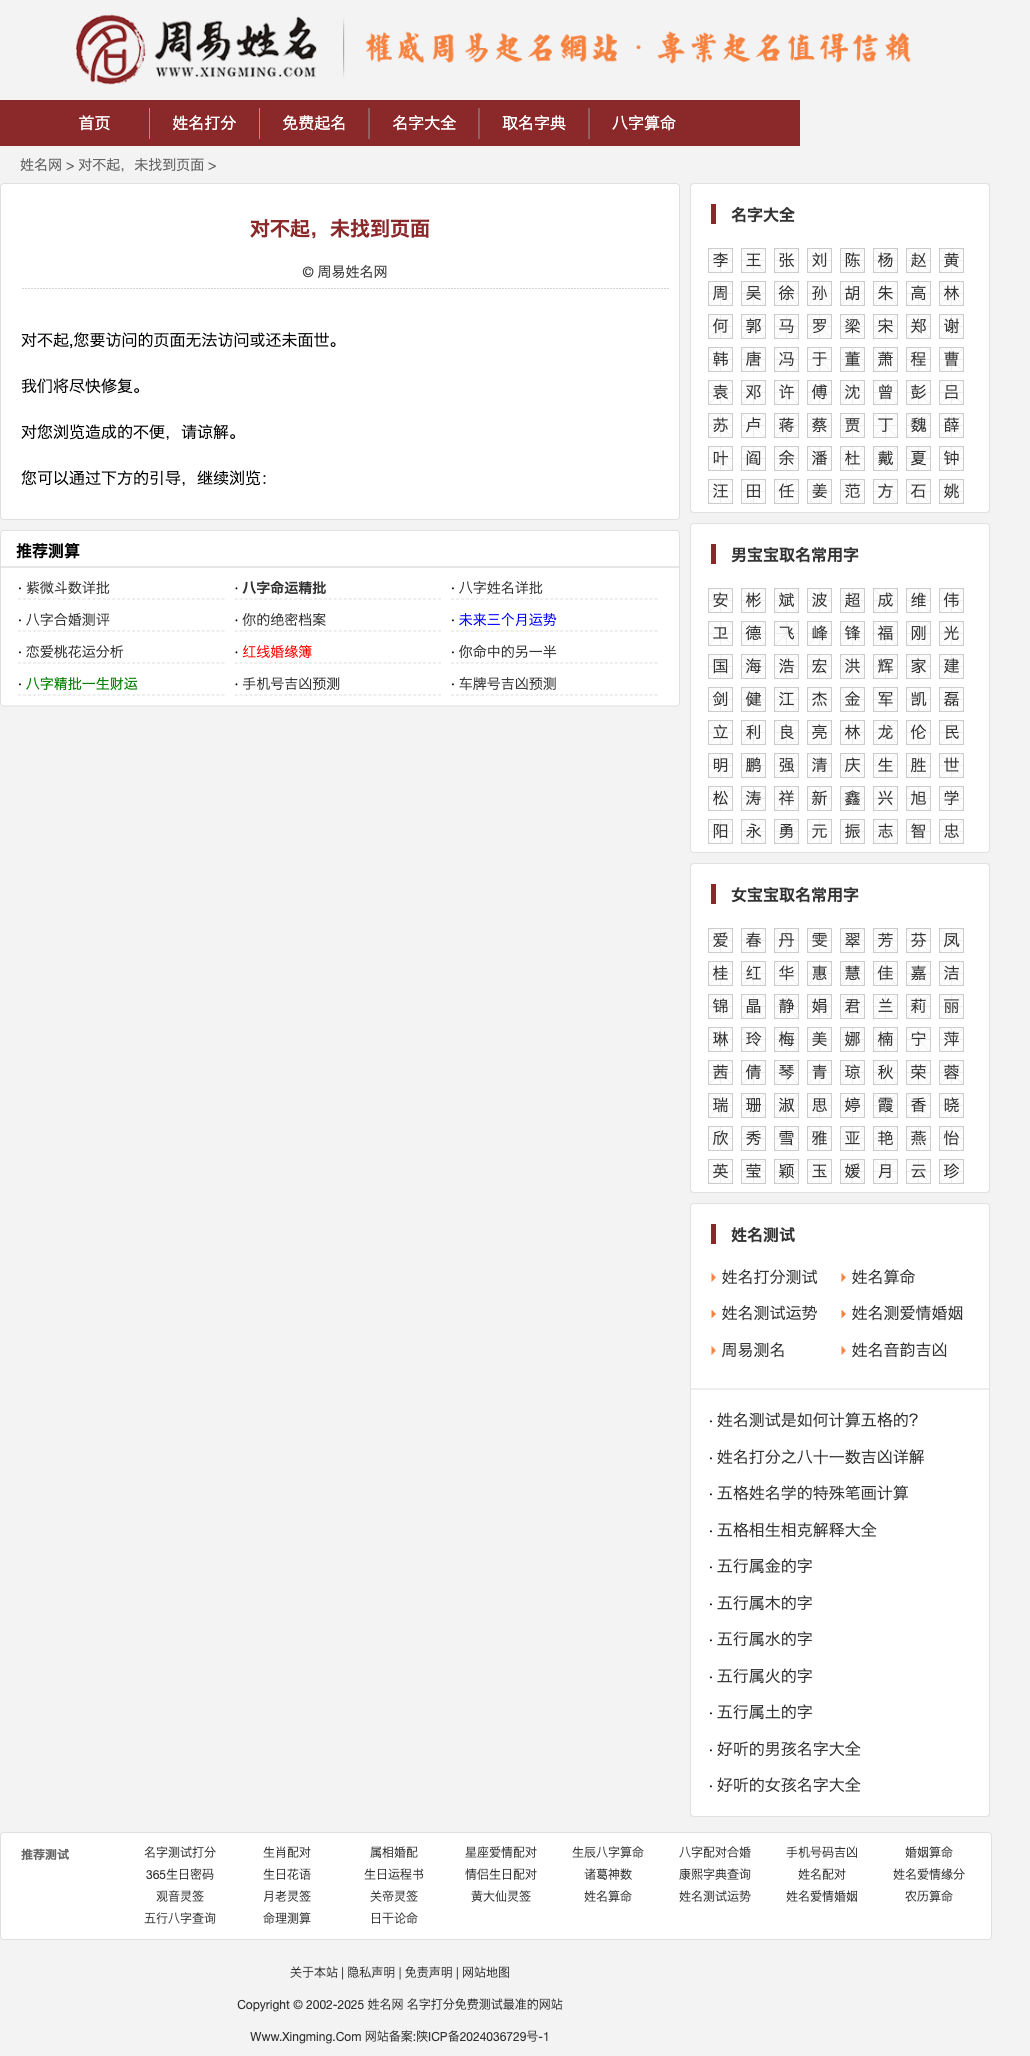 名 周易姓名 權威周易起名網站 · 專業起名值得信賴
WWW.XINGMING.COM
首页 姓名打分 免费起名 名字大全 取名字典 八字算命
姓名网 > 对不起，未找到页面 >
对不起，未找到页面
© 周易姓名网
对不起,您要访问的页面无法访问或还未面世。
我们将尽快修复。
对您浏览造成的不便，请谅解。
您可以通过下方的引导，继续浏览：
推荐测算
· 紫微斗数详批 · 八字命运精批 · 八字姓名详批
· 八字合婚测评 · 你的绝密档案 · 未来三个月运势
· 恋爱桃花运分析 · 红线婚缘簿 · 你命中的另一半
· 八字精批一生财运 · 手机号吉凶预测 · 车牌号吉凶预测
名字大全
李 王 张 刘 陈 杨 赵 黄
周 吴 徐 孙 胡 朱 高 林
何 郭 马 罗 梁 宋 郑 谢
韩 唐 冯 于 董 萧 程 曹
袁 邓 许 傅 沈 曾 彭 吕
苏 卢 蒋 蔡 贾 丁 魏 薛
叶 阎 余 潘 杜 戴 夏 钟
汪 田 任 姜 范 方 石 姚
男宝宝取名常用字
安 彬 斌 波 超 成 维 伟
卫 德 飞 峰 锋 福 刚 光
国 海 浩 宏 洪 辉 家 建
剑 健 江 杰 金 军 凯 磊
立 利 良 亮 林 龙 伦 民
明 鹏 强 清 庆 生 胜 世
松 涛 祥 新 鑫 兴 旭 学
阳 永 勇 元 振 志 智 忠
女宝宝取名常用字
爱 春 丹 雯 翠 芳 芬 凤
桂 红 华 惠 慧 佳 嘉 洁
锦 晶 静 娟 君 兰 莉 丽
琳 玲 梅 美 娜 楠 宁 萍
茜 倩 琴 青 琼 秋 荣 蓉
瑞 珊 淑 思 婷 霞 香 晓
欣 秀 雪 雅 亚 艳 燕 怡
英 莹 颖 玉 媛 月 云 珍
姓名测试
姓名打分测试 姓名算命
姓名测试运势 姓名测爱情婚姻
周易测名 姓名音韵吉凶
· 姓名测试是如何计算五格的?
· 姓名打分之八十一数吉凶详解
· 五格姓名学的特殊笔画计算
· 五格相生相克解释大全
· 五行属金的字
· 五行属木的字
· 五行属水的字
· 五行属火的字
· 五行属土的字
· 好听的男孩名字大全
· 好听的女孩名字大全
推荐测试 名字测试打分 生肖配对 属相婚配 星座爱情配对 生辰八字算命 八字配对合婚 手机号码吉凶 婚姻算命
365生日密码 生日花语 生日运程书 情侣生日配对 诸葛神数 康熙字典查询 姓名配对 姓名爱情缘分
观音灵签 月老灵签 关帝灵签 黄大仙灵签 姓名算命 姓名测试运势 姓名爱情婚姻 农历算命
五行八字查询 命理测算 日干论命
关于本站 | 隐私声明 | 免责声明 | 网站地图
Copyright © 2002-2025 姓名网 名字打分免费测试最准的网站
Www.Xingming.Com 网站备案:陕ICP备2024036729号-1